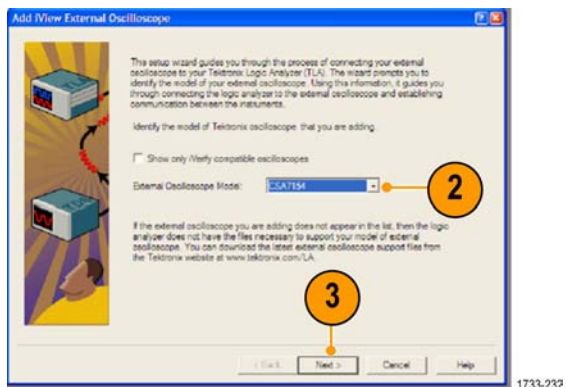 Add iView External Oscilloscope
This setup wizard guides you through the process of connecting your external
oscilloscope to your Tektronix Logic Analyzer (TLA). The wizard prompts you to
identify the model of your external oscilloscope. Using this information, it guides you
through connecting the logic analyzer to the external oscilloscope and establishing
communication between the instruments.
Identify the model of Tektronix oscilloscope that you are adding.
Show only iVerify compatible oscilloscopes
External Oscilloscope Model: CSA7154
2
If the external oscilloscope you are adding does not appear in the list, then the logic
analyzer does not have the files necessary to support your model of external
oscilloscope. You can download the latest external oscilloscope support files from
the Tektronix website at www.tektronix.com/LA.
3
< Back Next > Cancel Help
1733-232